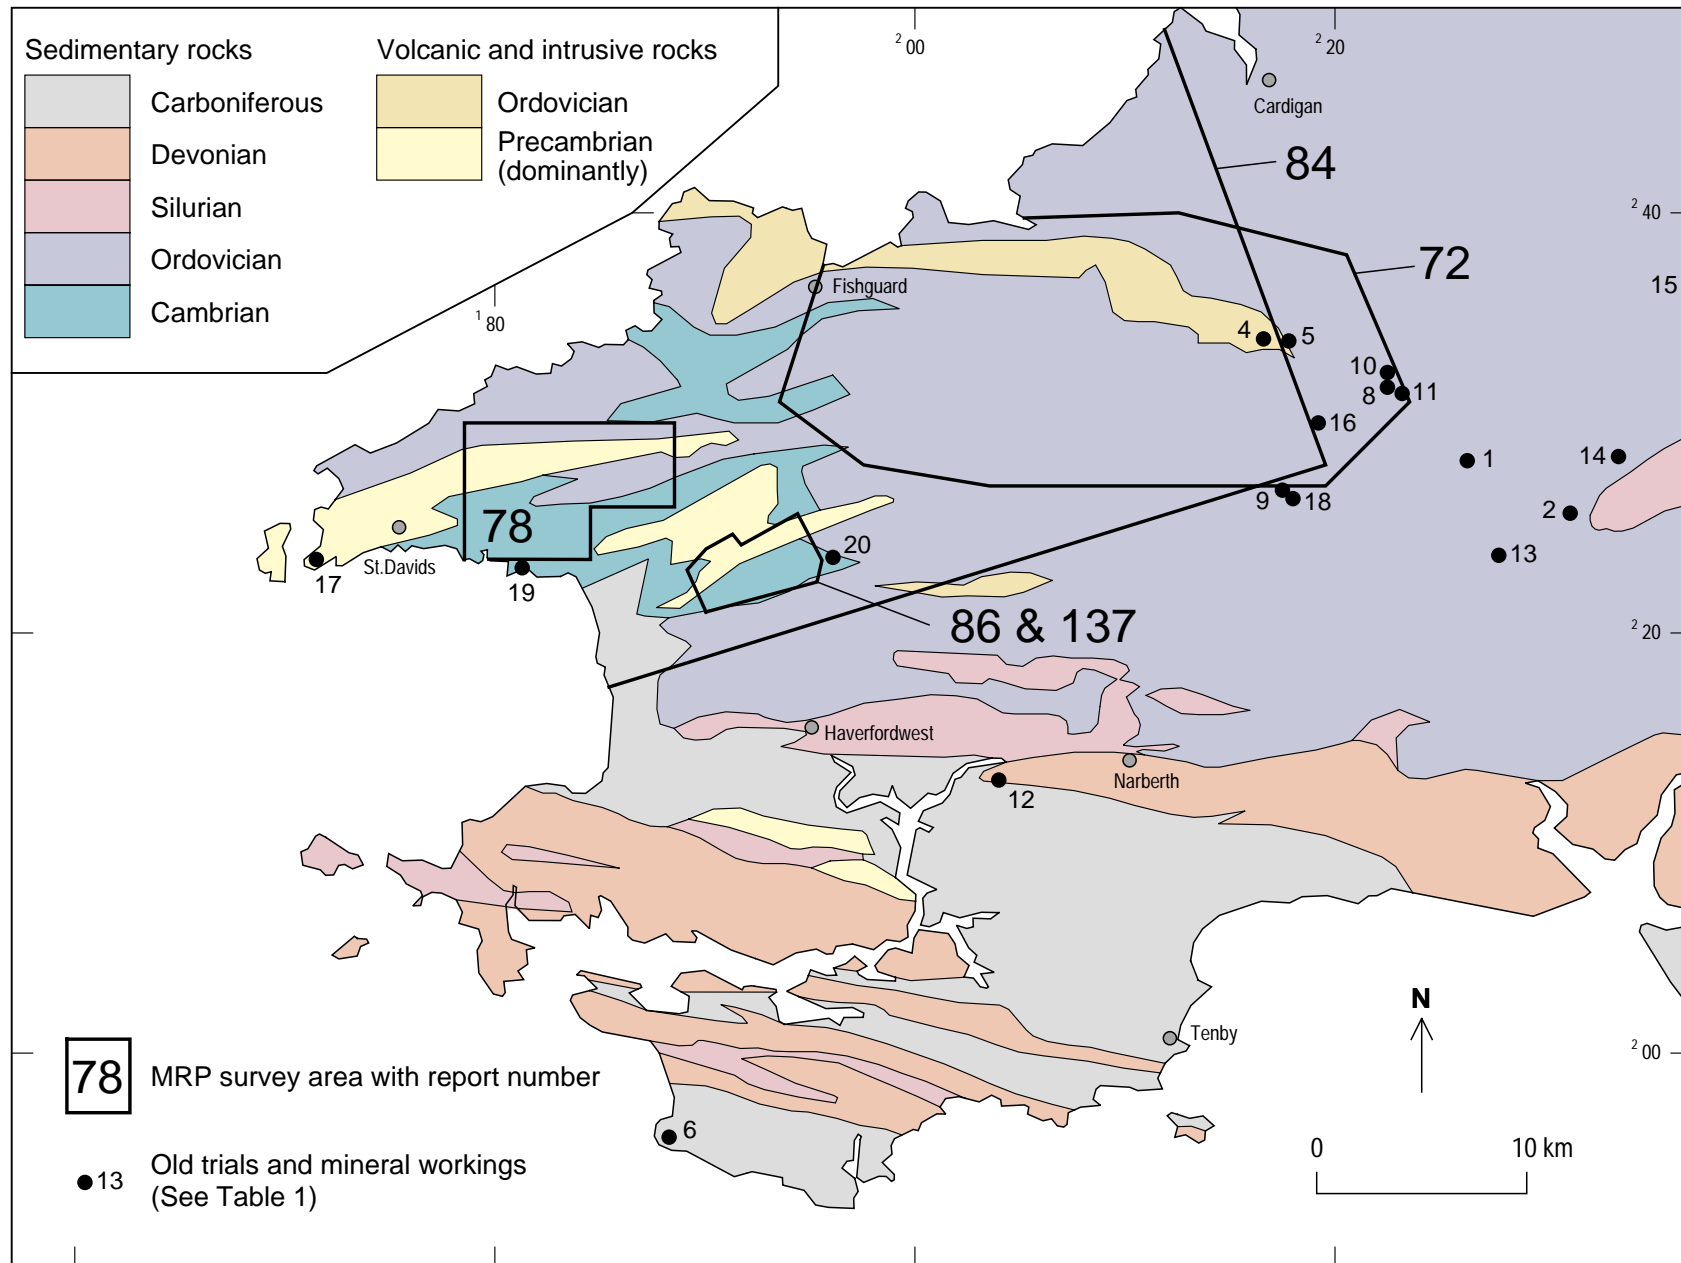 Sedimentary rocks
Carboniferous
Devonian
Silurian
Ordovician
Cambrian
Volcanic and intrusive rocks
Ordovician
Precambrian
(dominantly)
2 00
2 20
Cardigan
84
2 40
72
15
Fishguard
1 80
4
5
10
8
11
16
1
14
9
18
2
78
20
13
St.Davids
17
19
86 & 137
2 20
Haverfordwest
Narberth
12
N
Tenby
2 00
78
MRP survey area with report number
6
0
10 km
13
Old trials and mineral workings
(See Table 1)